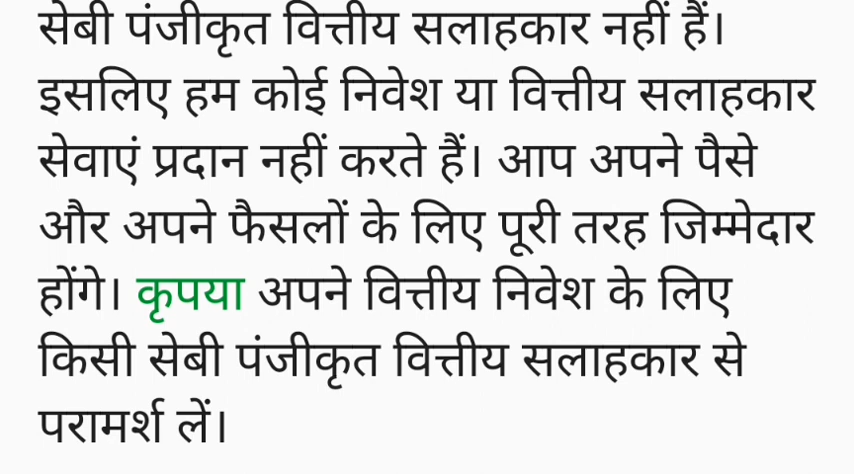 सेबी पंजीकृत वित्तीय सलाहकार नहीं हैं।
इसलिए हम कोई निवेश या वित्तीय सलाहकार
सेवाएं प्रदान नहीं करते हैं। आप अपने पैसे
और अपने फैसलों के लिए पूरी तरह जिम्मेदार
होंगे। कृपया अपने वित्तीय निवेश के लिए
किसी सेबी पंजीकृत वित्तीय सलाहकार से
परामर्श लें।